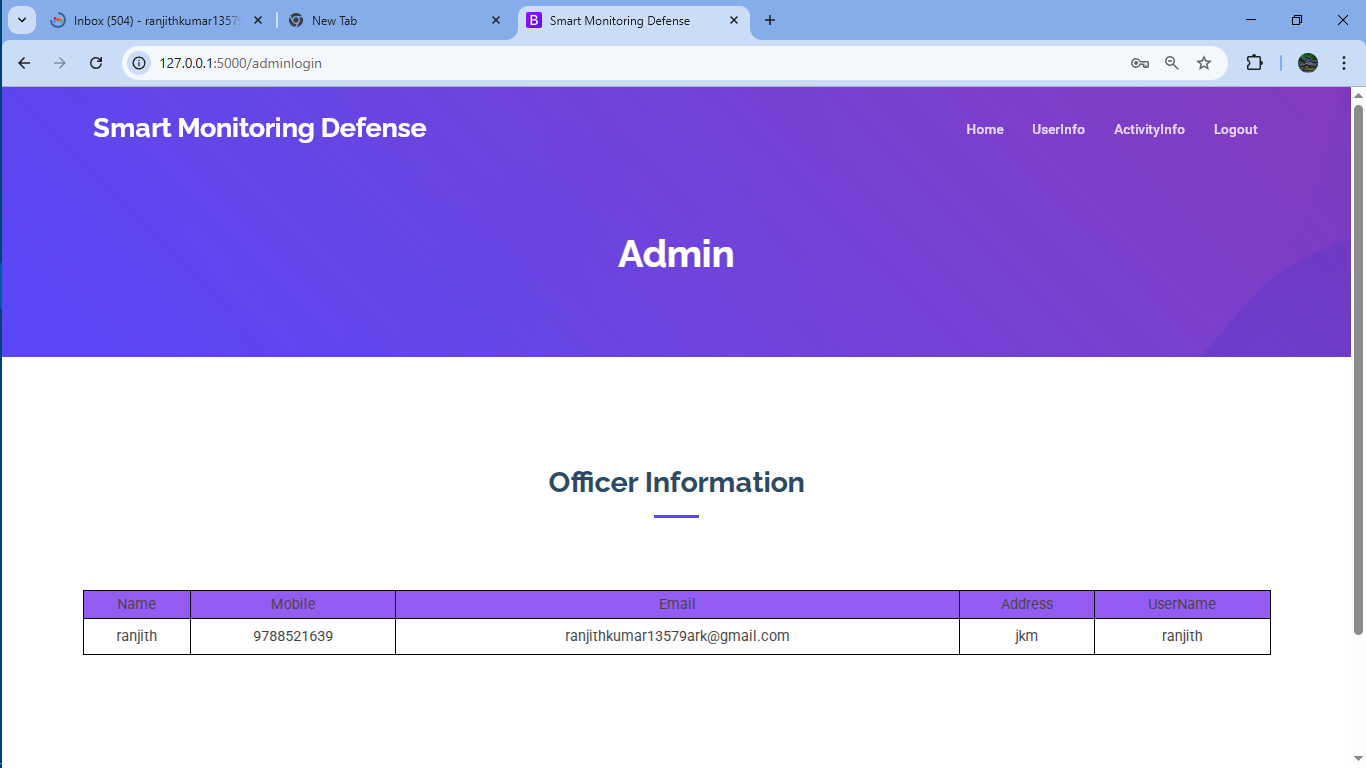 Inbox (504) - ranjithkumar1357
New Tab
Smart Monitoring Defense
127.0.0.1:5000/adminlogin
Smart Monitoring Defense
Home UserInfo ActivityInfo Logout
Admin
Officer Information
Name Mobile Email Address UserName
ranjith 9788521639 ranjithkumar13579ark@gmail.com jkm ranjith